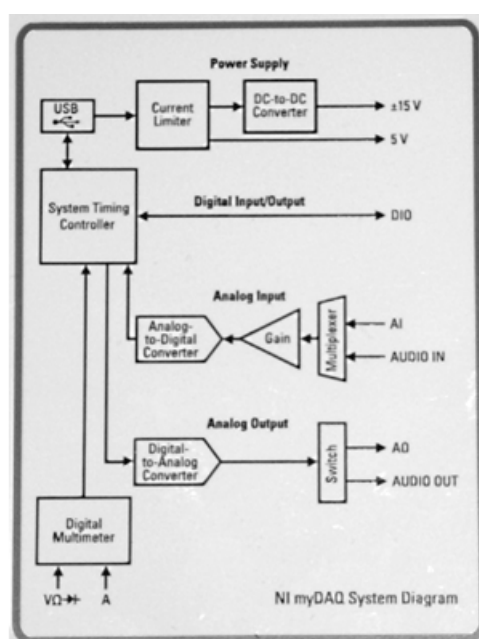 Power Supply
USB
Current
Limiter
DC-to-DC
Converter
±15 V
5 V
System Timing
Controller
Digital Input/Output
DIO
Analog Input
Analog-
to-Digital
Converter
Gain
Multiplexer
AI
AUDIO IN
Analog Output
Digital-
to-Analog
Converter
Switch
AO
AUDIO OUT
Digital
Multimeter
VΩ
A
NI myDAQ System Diagram